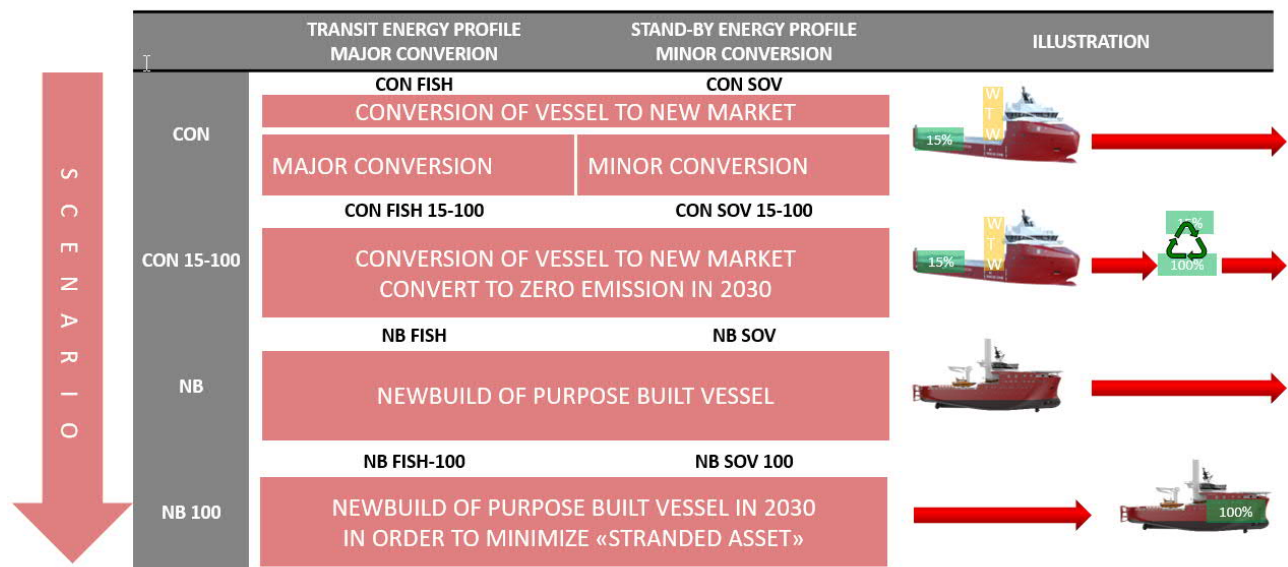 TRANSIT ENERGY PROFILE
MAJOR CONVERION
STAND-BY ENERGY PROFILE
MINOR CONVERSION
ILLUSTRATION
SCENARIO
CON
CON FISH
CON SOV
CONVERSION OF VESSEL TO NEW MARKET
MAJOR CONVERSION
MINOR CONVERSION
15%
WTW
CON 15-100
CON FISH 15-100
CON SOV 15-100
CONVERSION OF VESSEL TO NEW MARKET
CONVERT TO ZERO EMISSION IN 2030
15%
WTW
15%
100%
NB
NB FISH
NB SOV
NEWBUILD OF PURPOSE BUILT VESSEL
NB 100
NB FISH-100
NB SOV 100
NEWBUILD OF PURPOSE BUILT VESSEL IN 2030
IN ORDER TO MINIMIZE «STRANDED ASSET»
100%